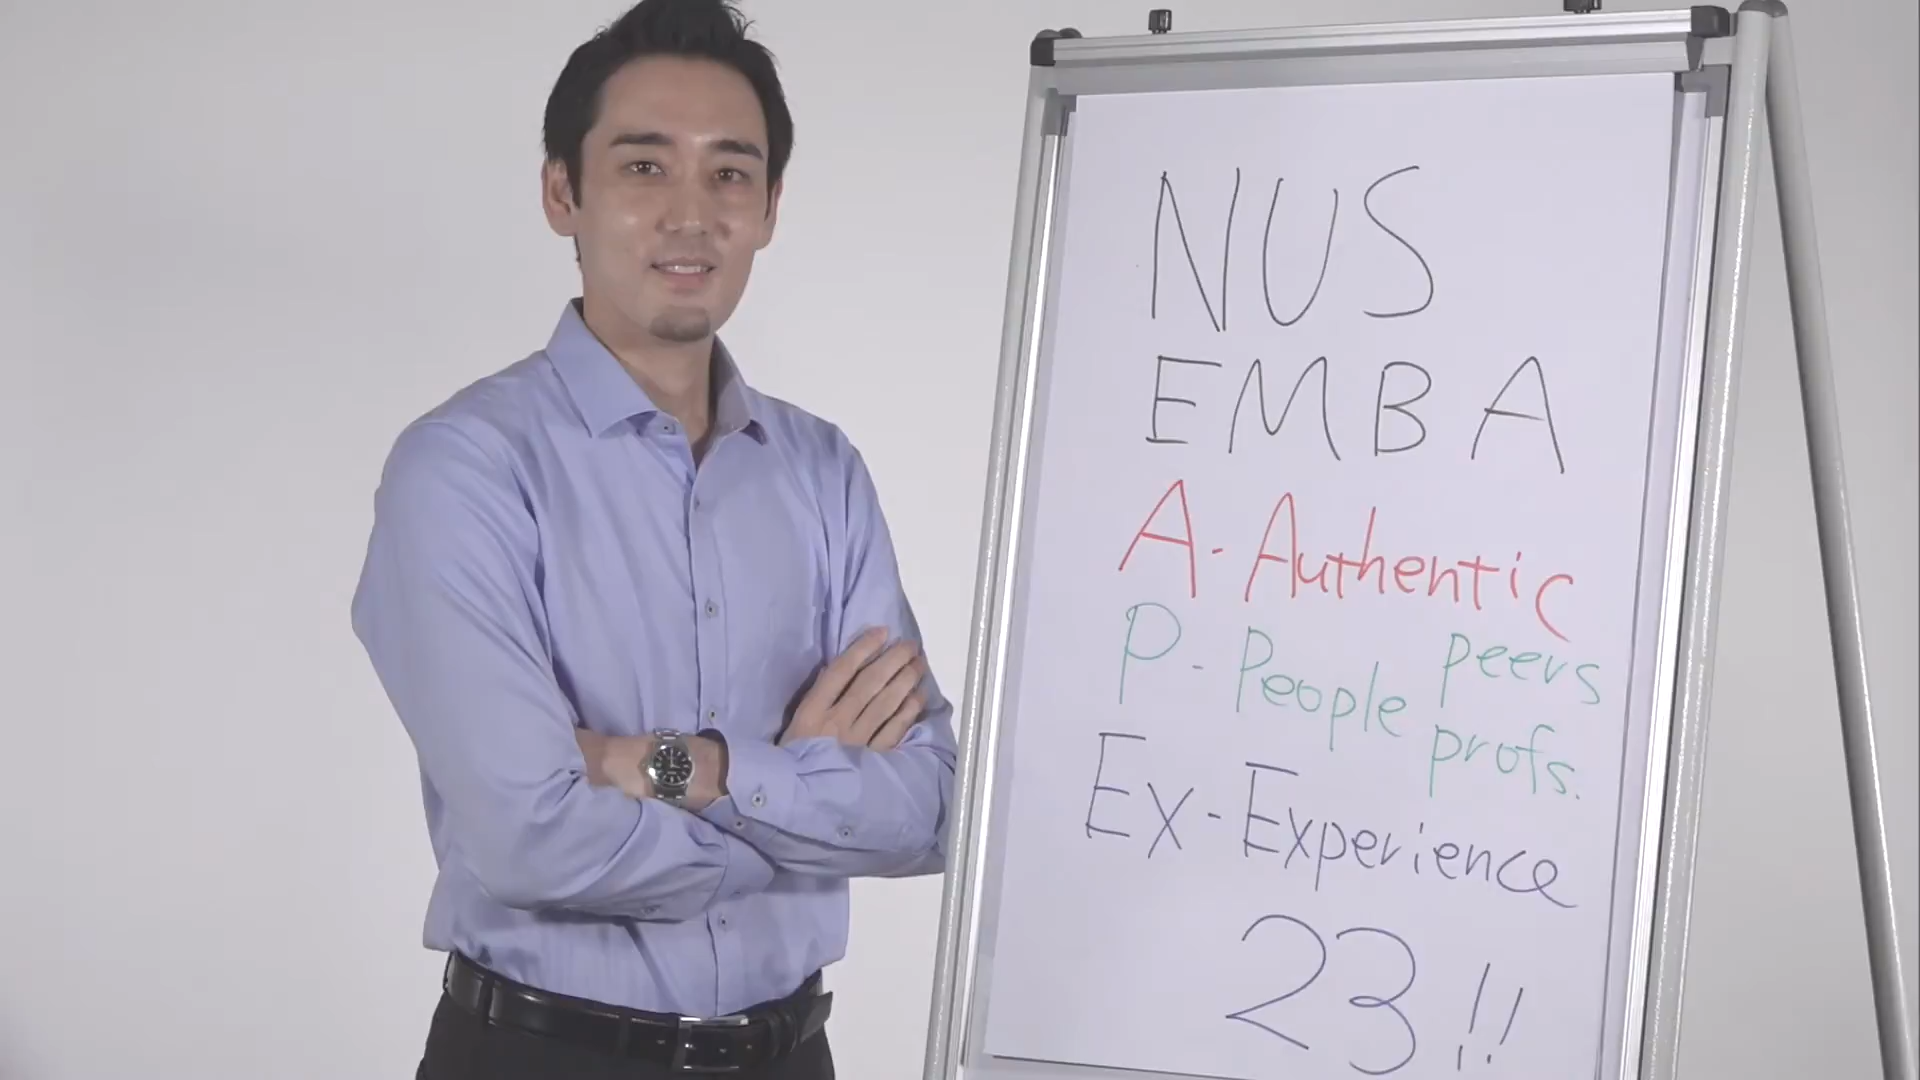 NUS
EMBA
A - Authentic
P - People peers
profs.
Ex - Experience
23!!